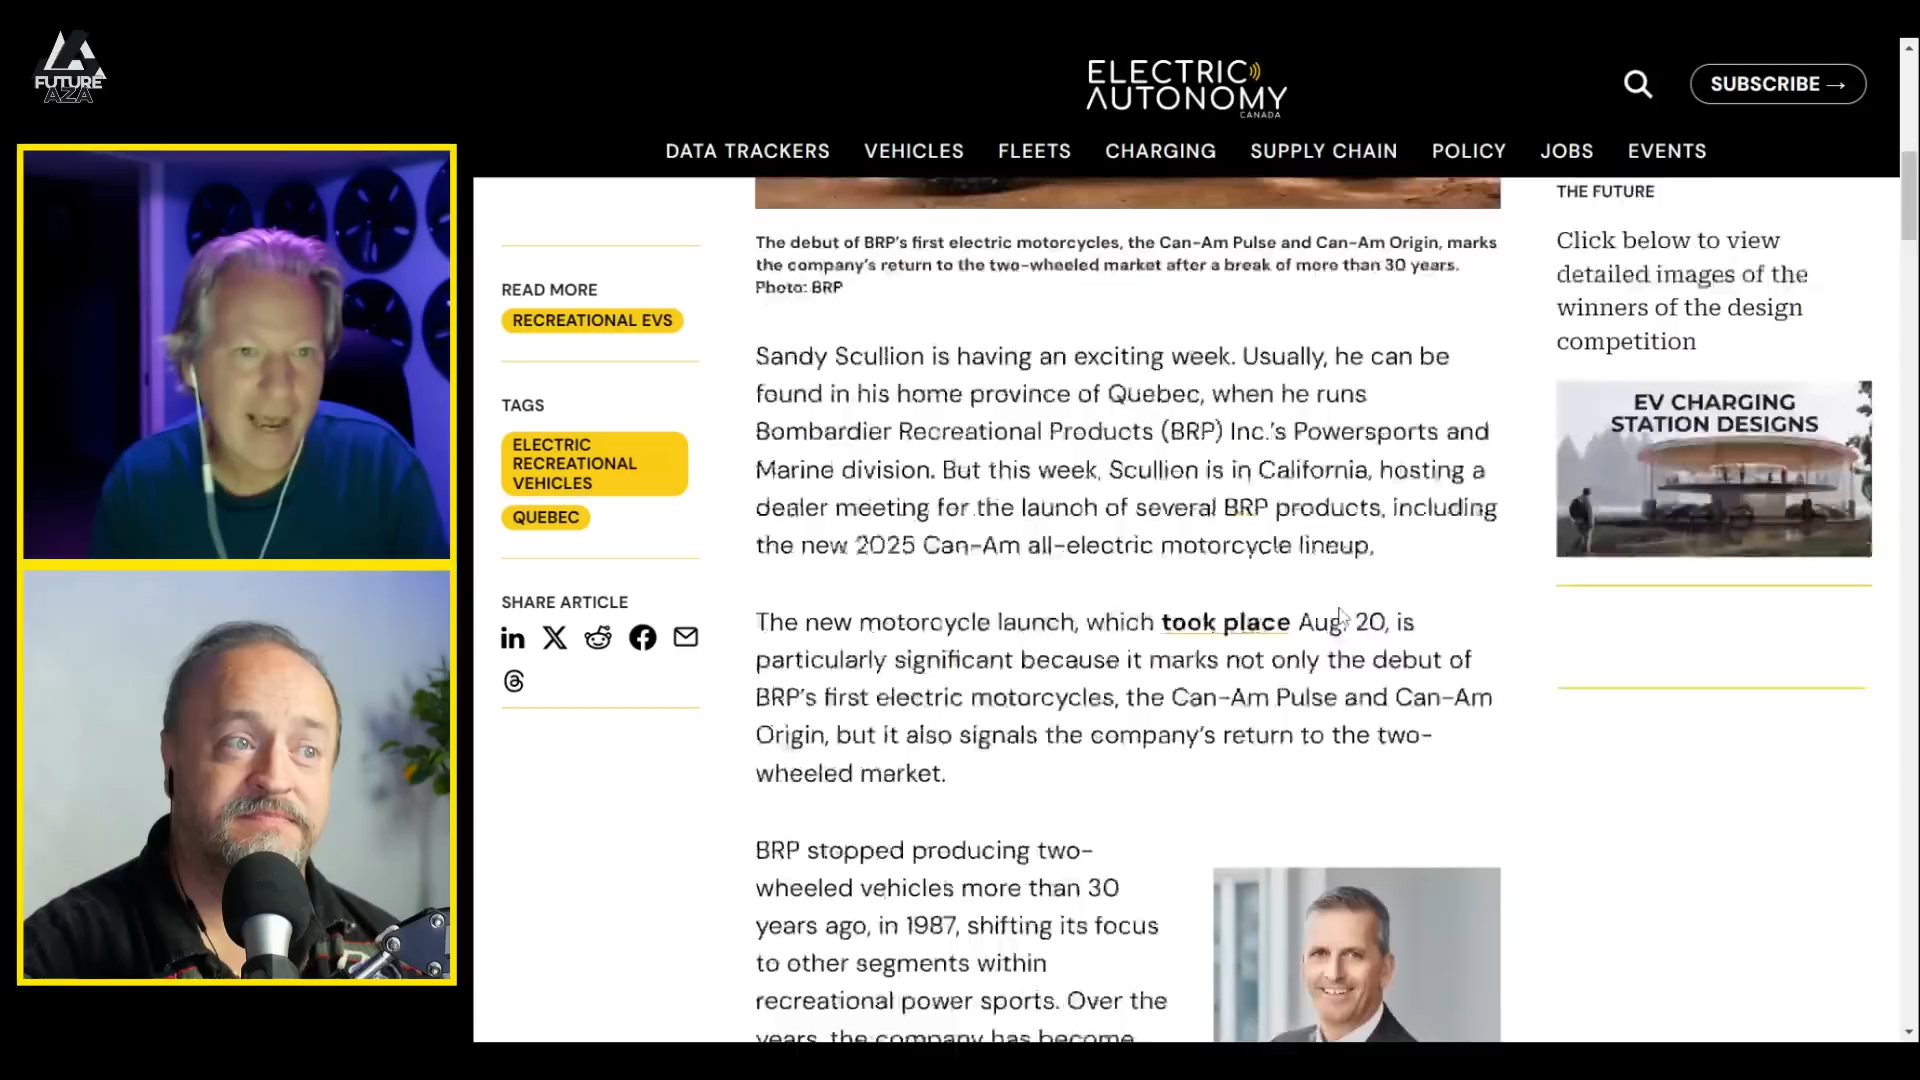 FUTURE
AZA
ELECTRIC
AUTONOMY
CANADA
SUBSCRIBE →
DATA TRACKERS VEHICLES FLEETS CHARGING SUPPLY CHAIN POLICY JOBS EVENTS
READ MORE
RECREATIONAL EVS
TAGS
ELECTRIC
RECREATIONAL
VEHICLES
QUEBEC
SHARE ARTICLE
The debut of BRP’s first electric motorcycles, the Can-Am Pulse and Can-Am Origin, marks
the company’s return to the two-wheeled market after a break of more than 30 years.
Photo: BRP
Sandy Scullion is having an exciting week. Usually, he can be
found in his home province of Quebec, when he runs
Bombardier Recreational Products (BRP) Inc.’s Powersports and
Marine division. But this week, Scullion is in California, hosting a
dealer meeting for the launch of several BRP products, including
the new 2025 Can-Am all-electric motorcycle lineup,
The new motorcycle launch, which took place Aug. 20, is
particularly significant because it marks not only the debut of
BRP’s first electric motorcycles, the Can-Am Pulse and Can-Am
Origin, but it also signals the company’s return to the two-
wheeled market.
BRP stopped producing two-
wheeled vehicles more than 30
years ago, in 1987, shifting its focus
to other segments within
recreational power sports. Over the
years, the company has become
THE FUTURE
Click below to view
detailed images of the
winners of the design
competition
EV CHARGING
STATION DESIGNS